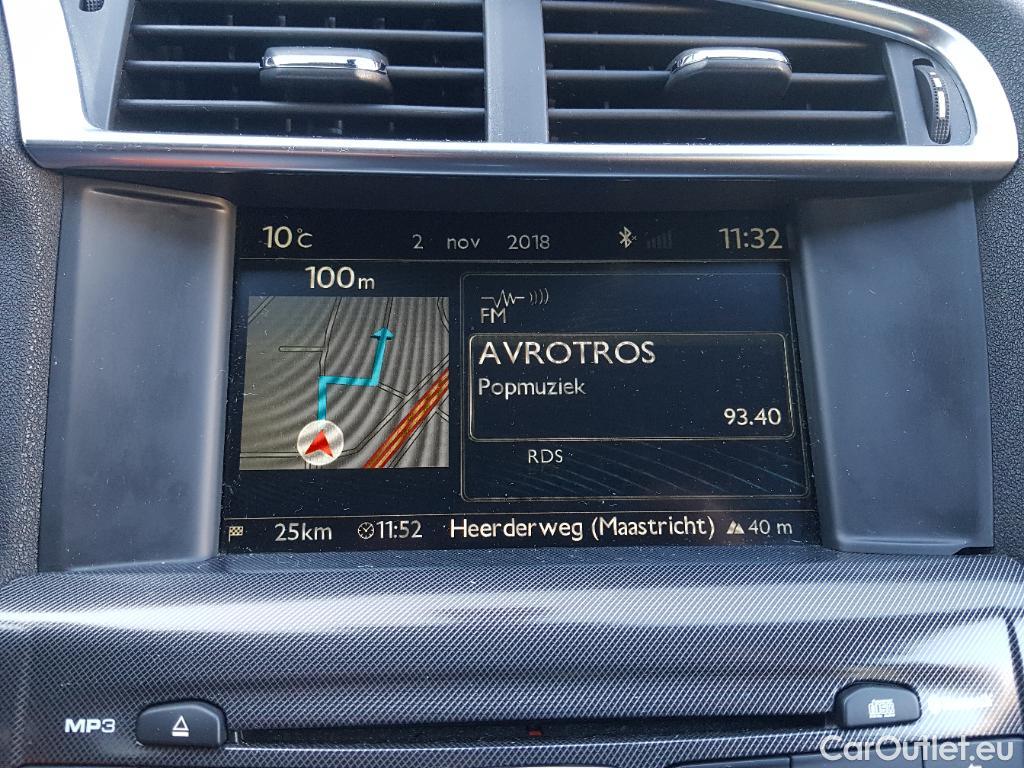 10°C 2 nov 2018 11:32
100m
FM
AVROTROS
Popmuziek
93.40
RDS
25km 11:52 Heerderweg (Maastricht) 40 m
MP3
CarOutlet.eu